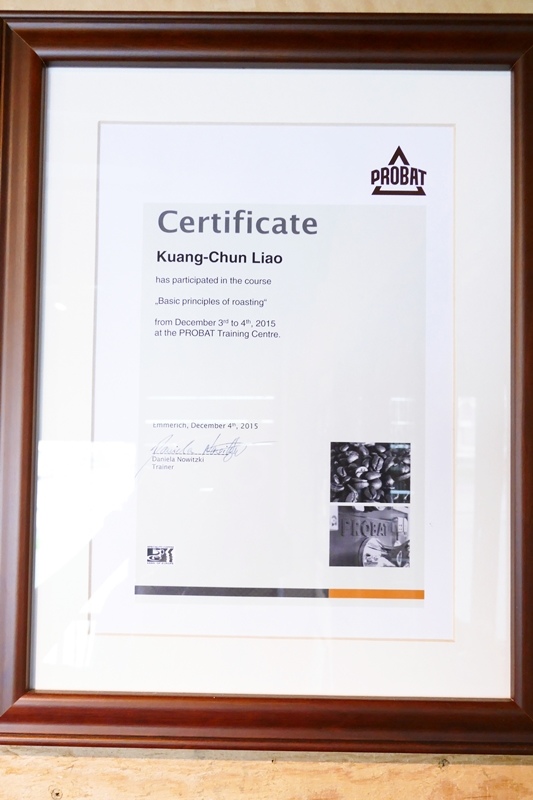 PROBAT
Certificate
Kuang-Chun Liao
has participated in the course
„Basic principles of roasting“
from December 3rd to 4th, 2015
at the PROBAT Training Centre.
Emmerich, December 4th, 2015
Daniela Nowitzki
Trainer
PROBAT